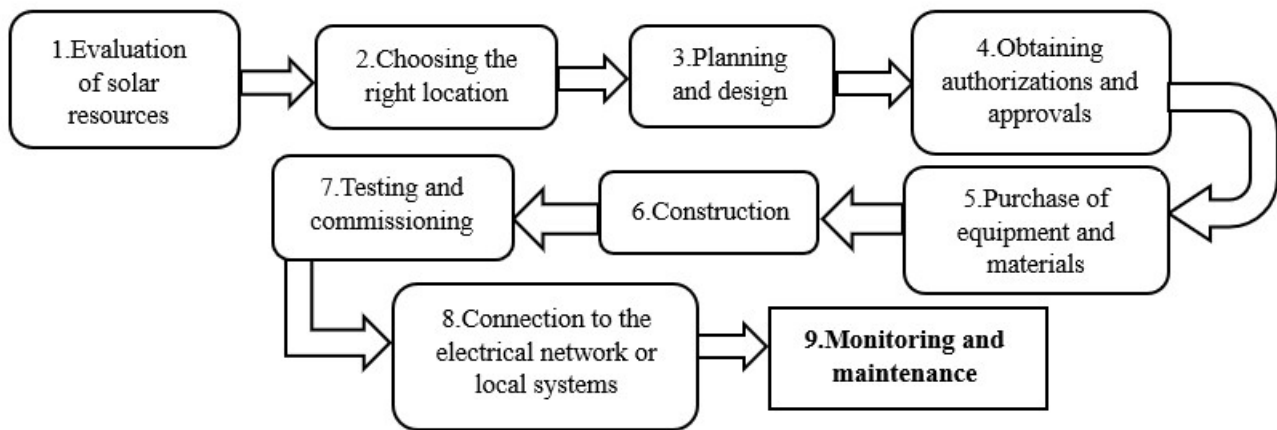 1.Evaluation
of solar
resources
2.Choosing the
right location
3.Planning
and design
4.Obtaining
authorizations and
approvals
5.Purchase of
equipment and
materials
6.Construction
7.Testing and
commissioning
8.Connection to the
electrical network or
local systems
9.Monitoring and
maintenance